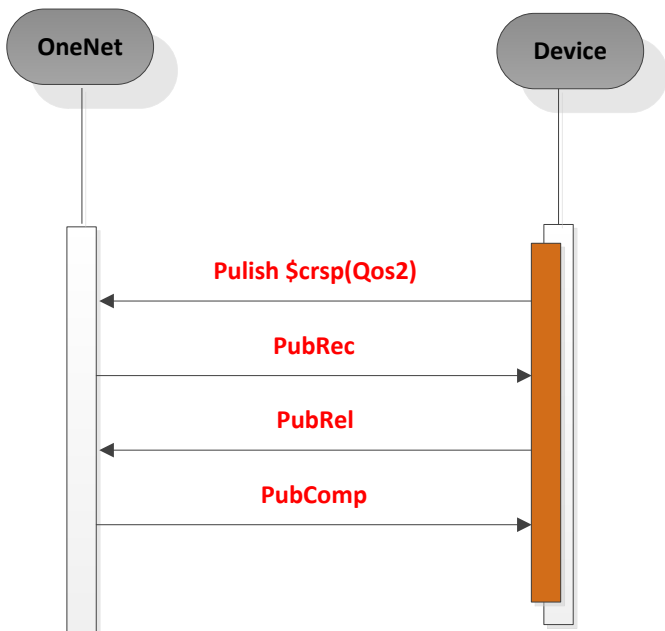 OneNet
Device
Pulish $crsp(Qos2)
PubRec
PubRel
PubComp